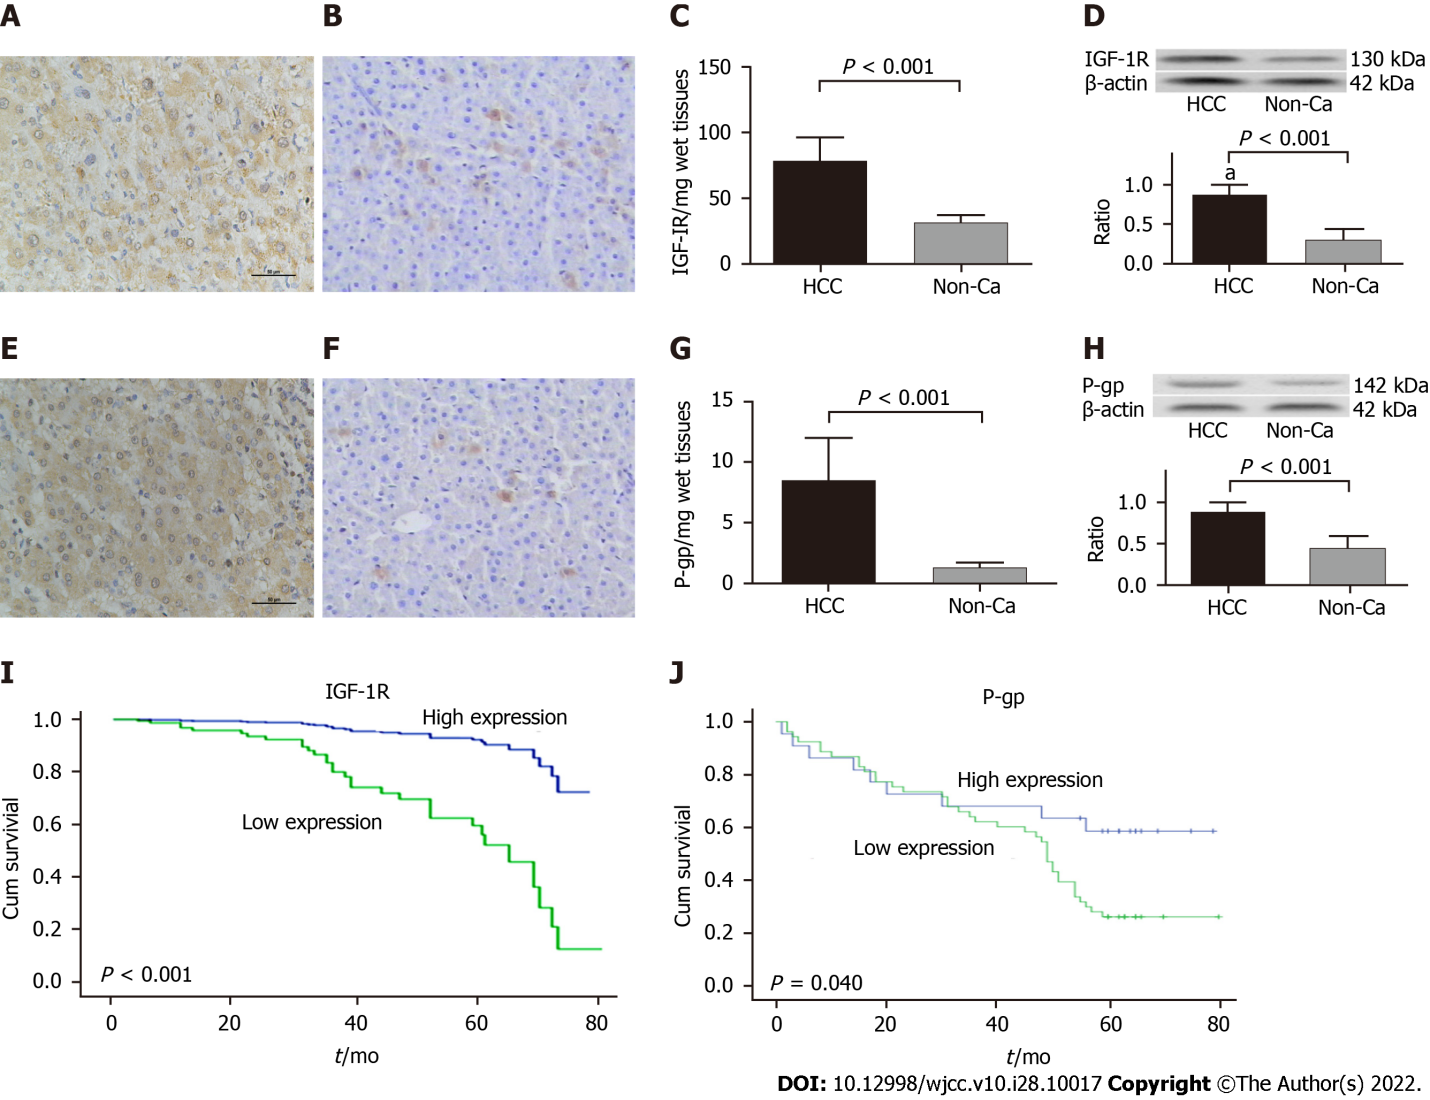 A
B
C
D
150
100
50
0
IGF-IR/mg wet tissues
P < 0.001
HCC
Non-Ca
IGF-1R
130 kDa
β-actin
42 kDa
HCC
Non-Ca
P < 0.001
a
1.0
0.5
0.0
Ratio
HCC
Non-Ca
50 μm
E
F
G
H
15
10
5
0
P-gp/mg wet tissues
P < 0.001
HCC
Non-Ca
P-gp
142 kDa
β-actin
42 kDa
HCC
Non-Ca
P < 0.001
1.0
0.5
0.0
Ratio
HCC
Non-Ca
50 μm
I
IGF-1R
1.0
0.8
0.6
0.4
0.2
0.0
Cum survivial
High expression
Low expression
P < 0.001
0
20
40
60
80
t/mo
J
P-gp
1.0
0.8
0.6
0.4
0.2
0.0
Cum survivial
High expression
Low expression
P = 0.040
0
20
40
60
80
t/mo
DOI: 10.12998/wjcc.v10.i28.10017 Copyright ©The Author(s) 2022.